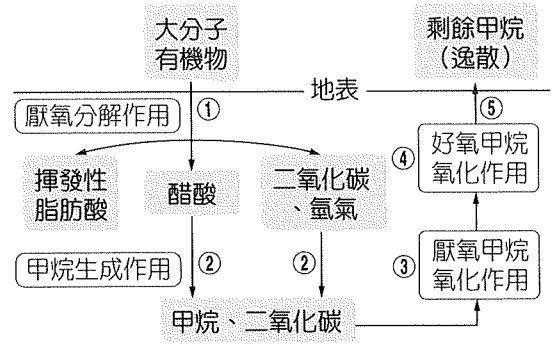 大分子
有機物
剩餘甲烷
（逸散）
地表
厭氧分解作用
①
⑤
揮發性
脂肪酸
醋酸
二氧化碳
、氫氣
④
好氧甲烷
氧化作用
甲烷生成作用
②
②
③
厭氧甲烷
氧化作用
甲烷、二氧化碳